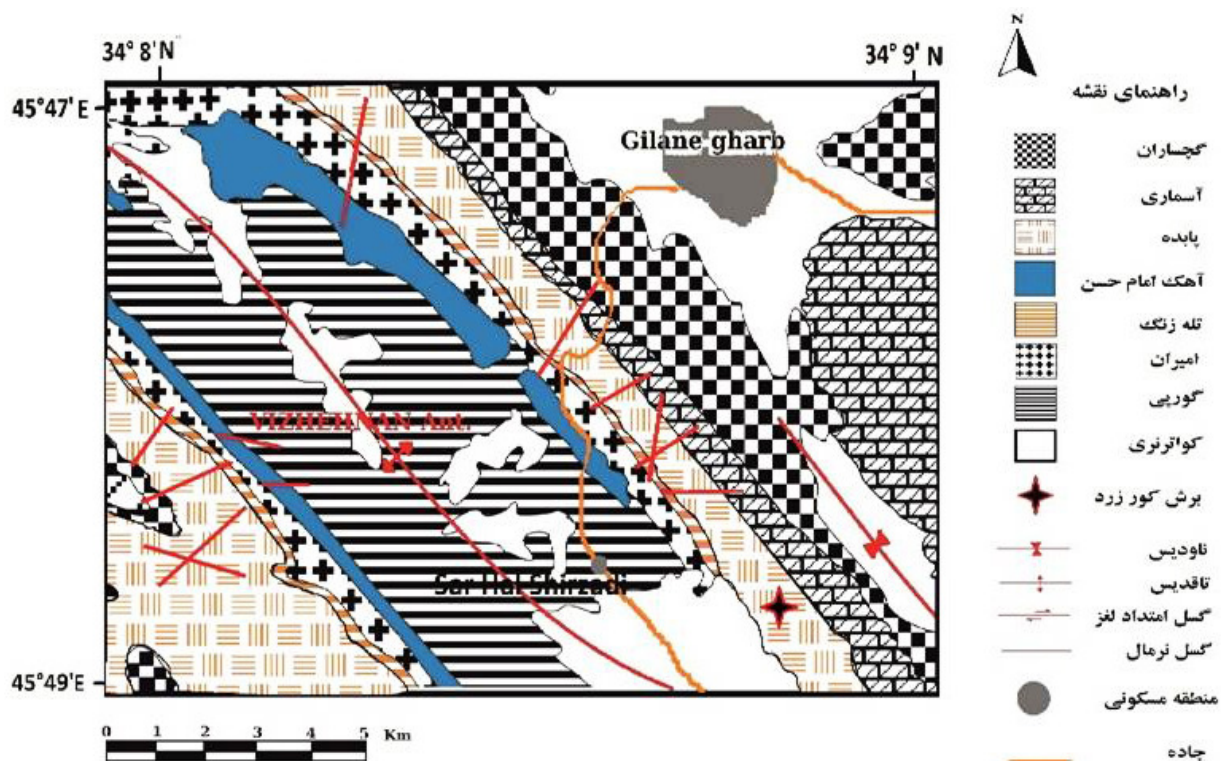 34° 8' N
34° 9' N
45°47' E
45°49'E
Gilane gharb
VIZHENAN Ant.
Sar Hal Shirzadi
0 1 2 3 4 5 Km
N
راهنمای نقشه
گچساران
آسماری
پابده
آهک امام حسن
تله زنگ
امیران
گورپی
کواترنری
برش کور زرد
ناودیس
تاقدیس
گسل امتداد لغز
گسل نرمال
منطقه مسکونی
جاده